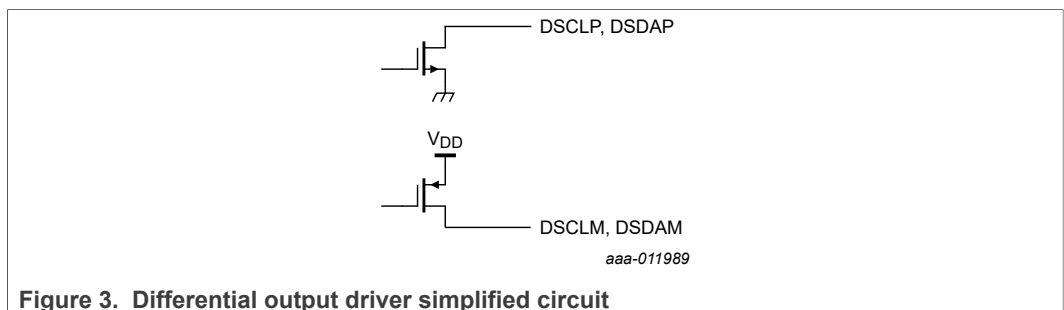 DSCLP, DSDAP
VDD
DSCLM, DSDAM
aaa-011989
Figure 3. Differential output driver simplified circuit